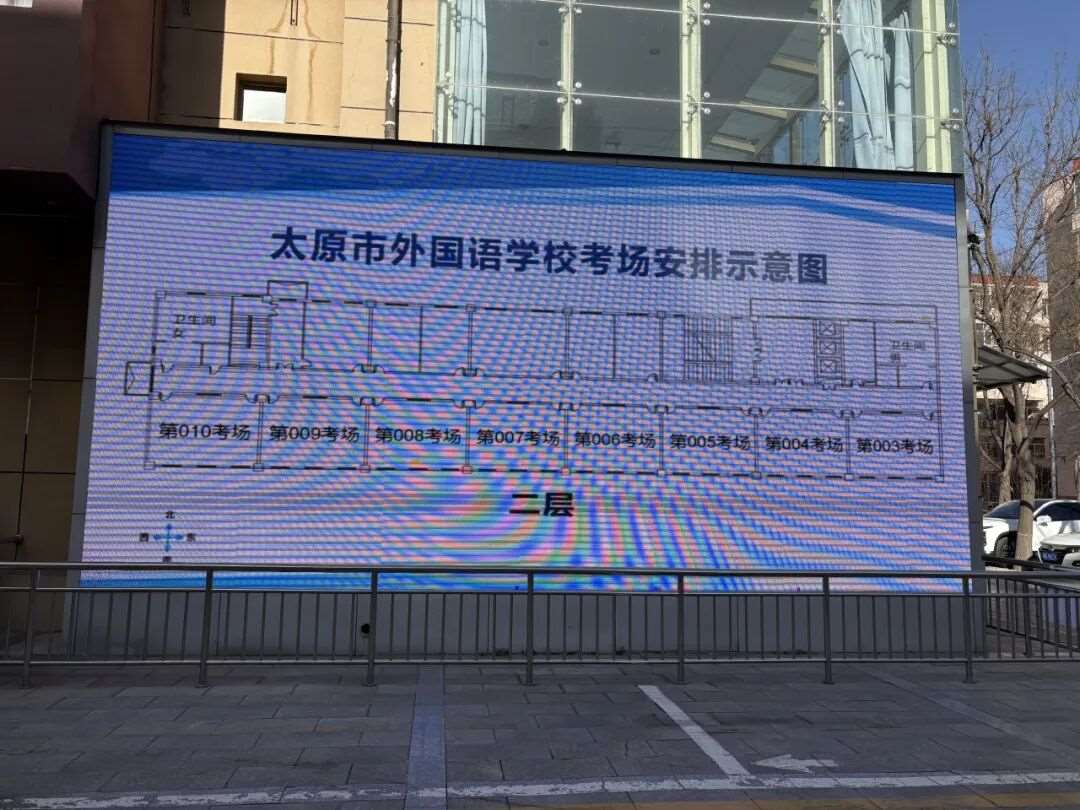 太原市外国语学校考场安排示意图
卫生间
女
卫生间
男
第010考场 第009考场 第008考场 第007考场 第006考场 第005考场 第004考场 第003考场
二层
北
西 东
南